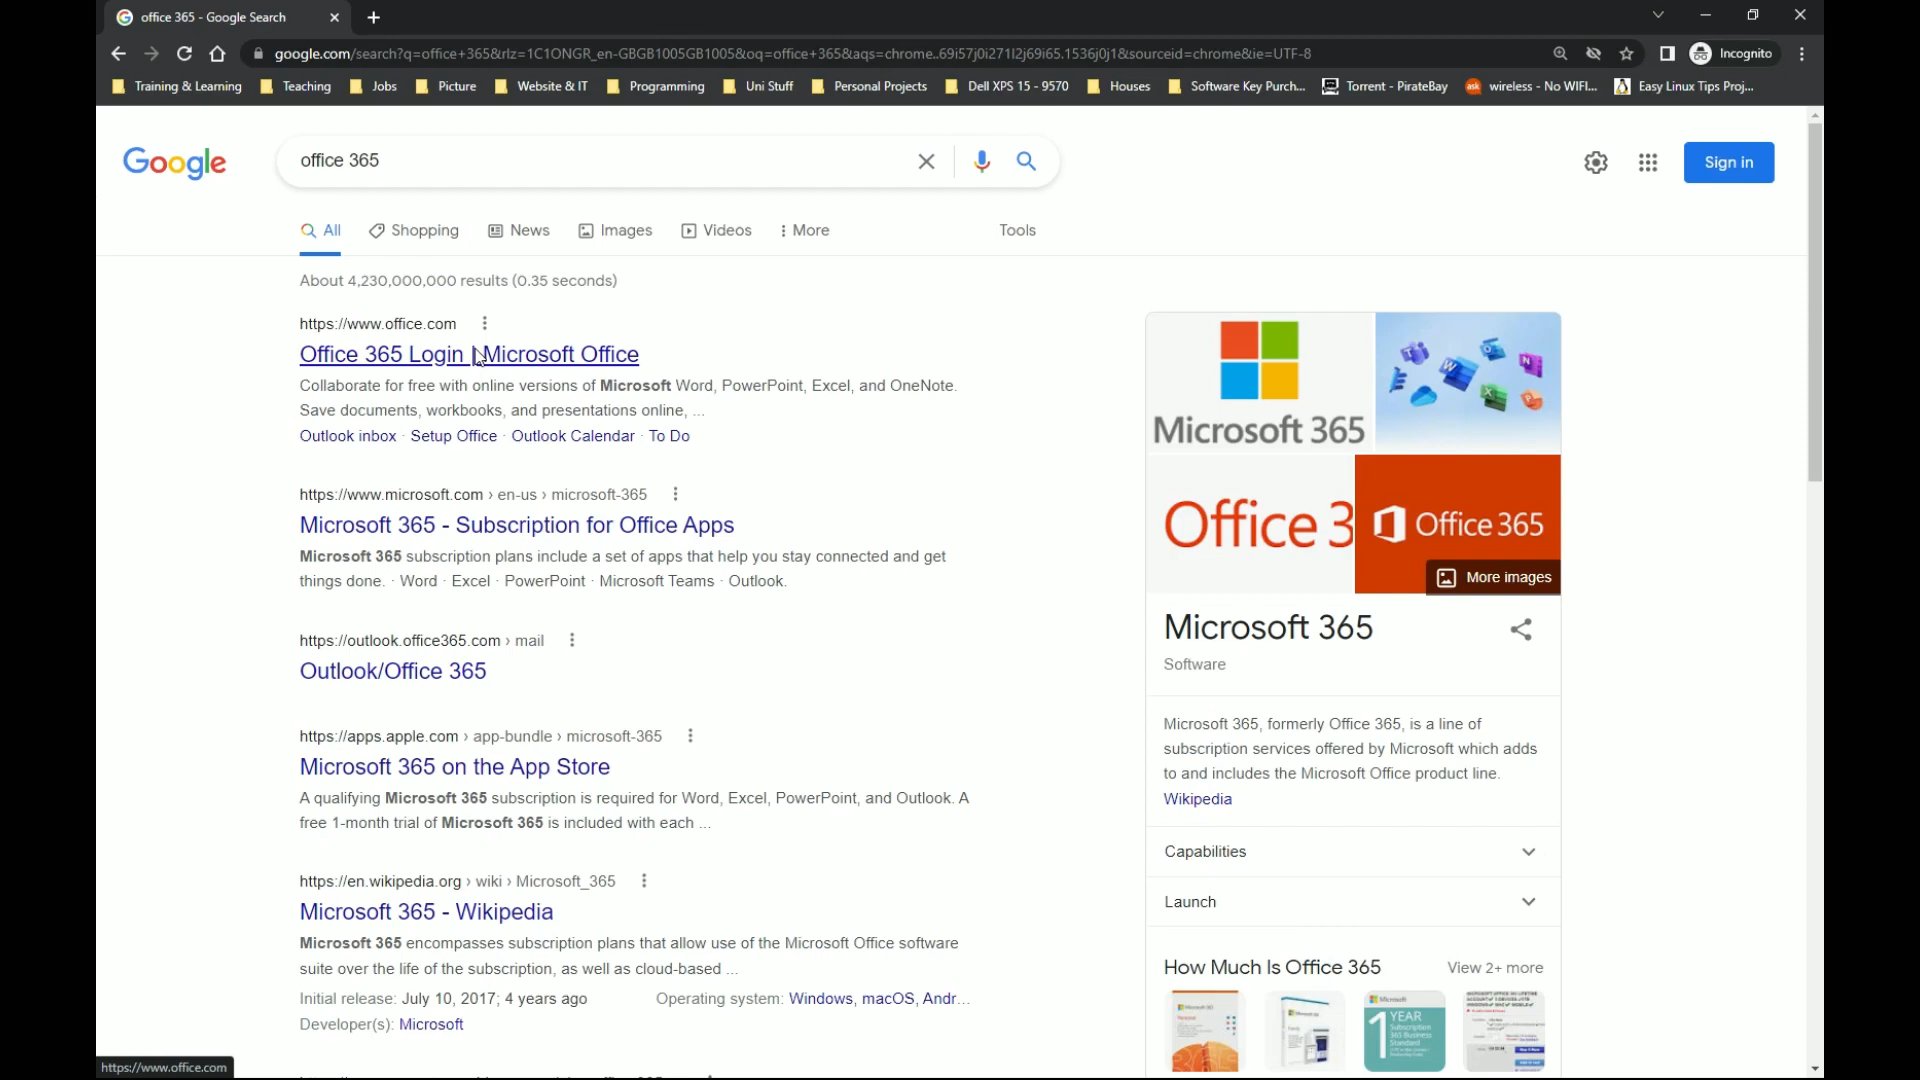 office 365 - Google Search
google.com/search?q=office+365&rlz=1C1ONGR_en-GBGB1005GB1005&oq=office+365&aqs=chrome..69i57j0i271l2j69i65.1536j0j1&sourceid=chrome&ie=UTF-8
Incognito
Training & Learning
Teaching
Jobs
Picture
Website & IT
Programming
Uni Stuff
Personal Projects
Dell XPS 15 - 9570
Houses
Software Key Purch...
Torrent - PirateBay
ask
wireless - No WIFI...
Easy Linux Tips Proj...
Google
office 365
Sign in
All
Shopping
News
Images
Videos
More
Tools
About 4,230,000,000 results (0.35 seconds)
https://www.office.com
Office 365 Login | Microsoft Office
Collaborate for free with online versions of Microsoft Word, PowerPoint, Excel, and OneNote.
Save documents, workbooks, and presentations online, ...
Outlook inbox · Setup Office · Outlook Calendar · To Do
https://www.microsoft.com › en-us › microsoft-365
Microsoft 365 - Subscription for Office Apps
Microsoft 365 subscription plans include a set of apps that help you stay connected and get
things done. · Word · Excel · PowerPoint · Microsoft Teams · Outlook.
https://outlook.office365.com › mail
Outlook/Office 365
https://apps.apple.com › app-bundle › microsoft-365
Microsoft 365 on the App Store
A qualifying Microsoft 365 subscription is required for Word, Excel, PowerPoint, and Outlook. A
free 1-month trial of Microsoft 365 is included with each ...
https://en.wikipedia.org › wiki › Microsoft_365
Microsoft 365 - Wikipedia
Microsoft 365 encompasses subscription plans that allow use of the Microsoft Office software
suite over the life of the subscription, as well as cloud-based ...
Initial release: July 10, 2017; 4 years ago
Operating system: Windows, macOS, Andr...
Developer(s): Microsoft
https://www.office.com
Microsoft 365
Office 3
Office 365
More images
Microsoft 365
Software
Microsoft 365, formerly Office 365, is a line of
subscription services offered by Microsoft which adds
to and includes the Microsoft Office product line.
Wikipedia
Capabilities
Launch
How Much Is Office 365
View 2+ more
Microsoft
1 YEAR